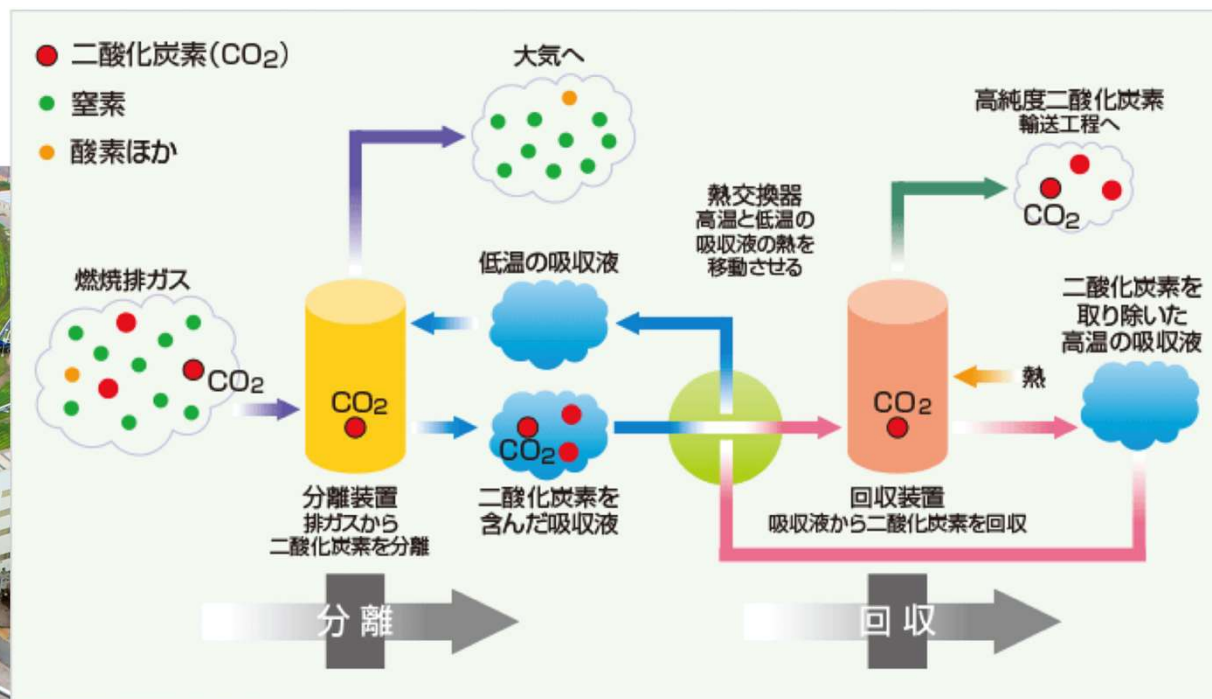 二酸化炭素(CO₂)
窒素
酸素ほか
大気へ
高純度二酸化炭素
輸送工程へ
CO₂
熱交換器
高温と低温の
吸収液の熱を
移動させる
燃焼排ガス
CO₂
低温の吸収液
二酸化炭素を
取り除いた
高温の吸収液
熱
CO₂
CO₂
CO₂
分離装置
排ガスから
二酸化炭素を分離
二酸化炭素を
含んだ吸収液
回収装置
吸収液から二酸化炭素を回収
分離
回収